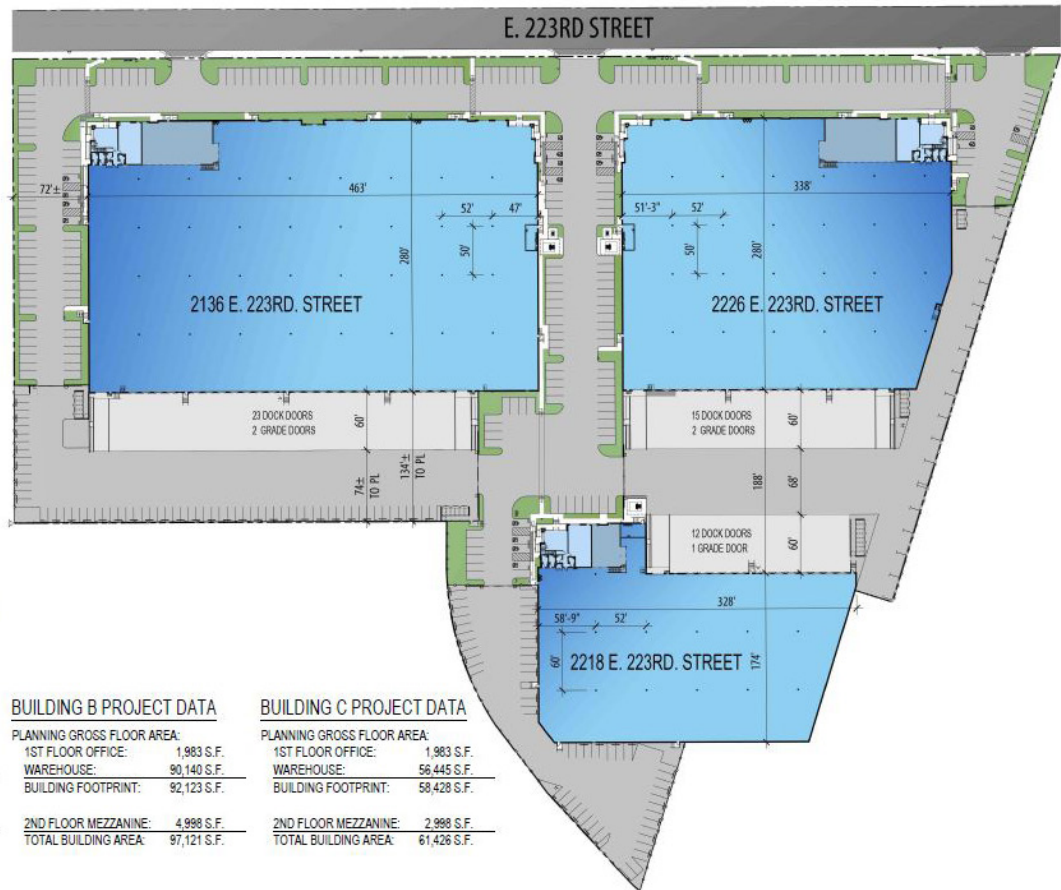 E. 223RD STREET
72'±
463'
52'
47'
50'
280'
2136 E. 223RD. STREET
338'
51'-3"
52'
50'
280'
2226 E. 223RD. STREET
23 DOCK DOORS
2 GRADE DOORS
60'
74±
TO PL
134'±
TO PL
15 DOCK DOORS
2 GRADE DOORS
60'
188'
68'
12 DOCK DOORS
1 GRADE DOOR
60'
328'
58'-9"
52'
60'
2218 E. 223RD. STREET
174'
BUILDING B PROJECT DATA
PLANNING GROSS FLOOR AREA:
1ST FLOOR OFFICE: 1,983 S.F.
WAREHOUSE: 90,140 S.F.
BUILDING FOOTPRINT: 92,123 S.F.
2ND FLOOR MEZZANINE: 4,998 S.F.
TOTAL BUILDING AREA: 97,121 S.F.
BUILDING C PROJECT DATA
PLANNING GROSS FLOOR AREA:
1ST FLOOR OFFICE: 1,983 S.F.
WAREHOUSE: 56,445 S.F.
BUILDING FOOTPRINT: 58,428 S.F.
2ND FLOOR MEZZANINE: 2,998 S.F.
TOTAL BUILDING AREA: 61,426 S.F.